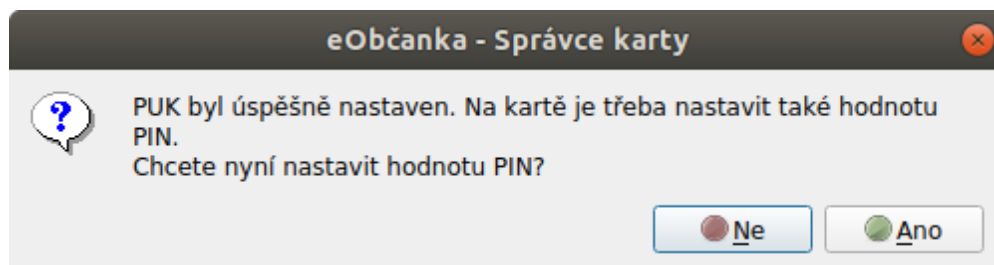 eObčanka - Správce karty
PUK byl úspěšně nastaven. Na kartě je třeba nastavit také hodnotu
PIN.
Chcete nyní nastavit hodnotu PIN?
Ne
Ano